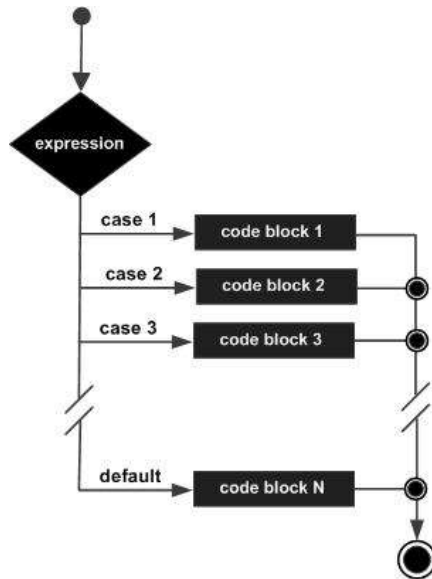 expression
case 1
code block 1
case 2
code block 2
case 3
code block 3
default
code block N